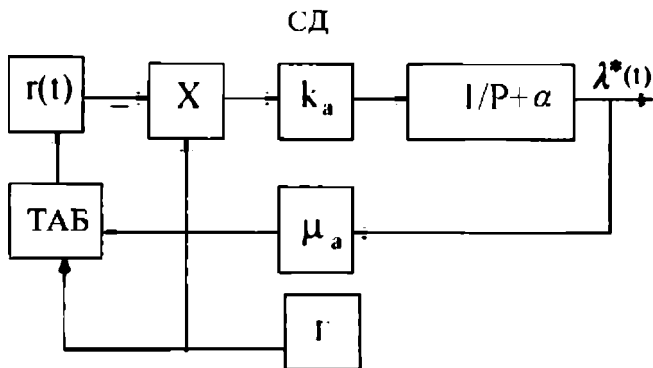 СД
r(t)
X
k_a
1/P+α
λ*(t)
ТАБ
μ_a
Г